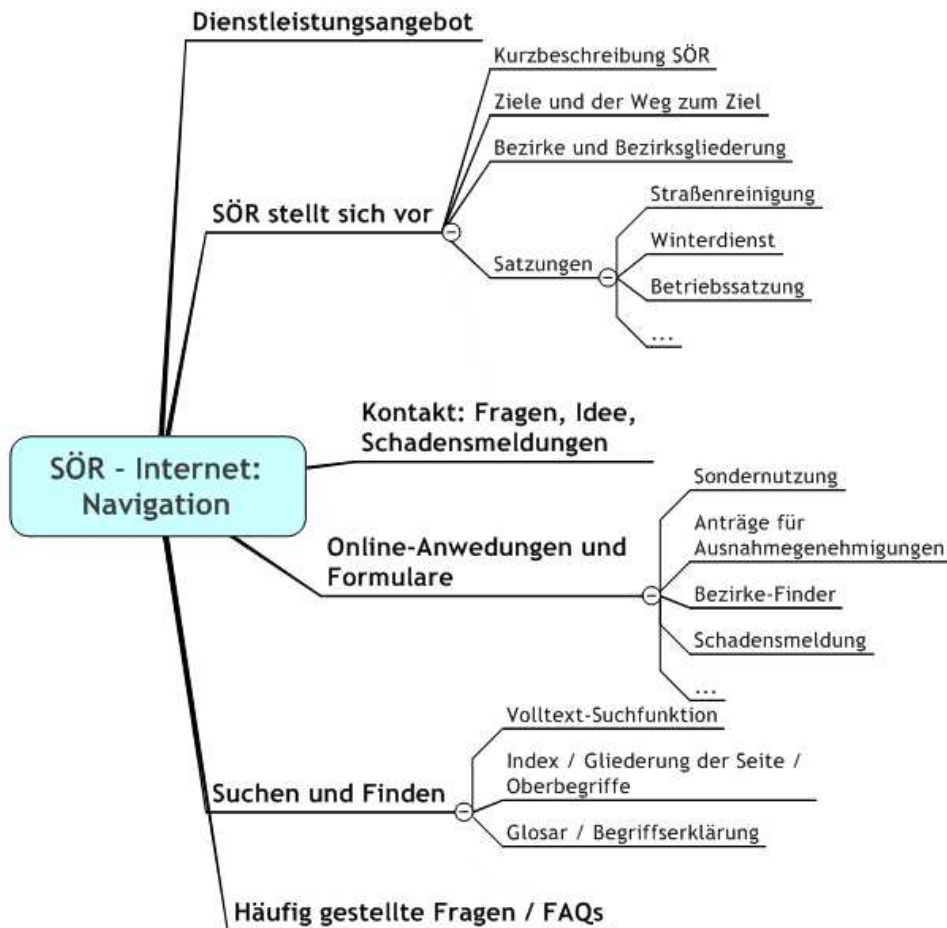 Dienstleistungsangebot
Kurzbeschreibung SÖR
Ziele und der Weg zum Ziel
Bezirke und Bezirksgliederung
SÖR stellt sich vor
Satzungen
Straßenreinigung
Winterdienst
Betriebssatzung
...
Kontakt: Fragen, Idee,
Schadensmeldungen
SÖR - Internet:
Navigation
Online-Anwedungen und
Formulare
Sondernutzung
Anträge für
Ausnahmegenehmigungen
Bezirke-Finder
Schadensmeldung
...
Suchen und Finden
Volltext-Suchfunktion
Index / Gliederung der Seite /
Oberbegriffe
Glosar / Begriffserklärung
Häufig gestellte Fragen / FAQs